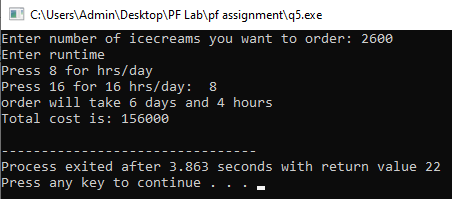 C:\Users\Admin\Desktop\PF Lab\pf assignment\q5.exe
Enter number of icecreams you want to order: 2600
Enter runtime
Press 8 for hrs/day
Press 16 for 16 hrs/day:  8
order will take 6 days and 4 hours
Total cost is: 156000
--------------------------------
Process exited after 3.863 seconds with return value 22
Press any key to continue . . .